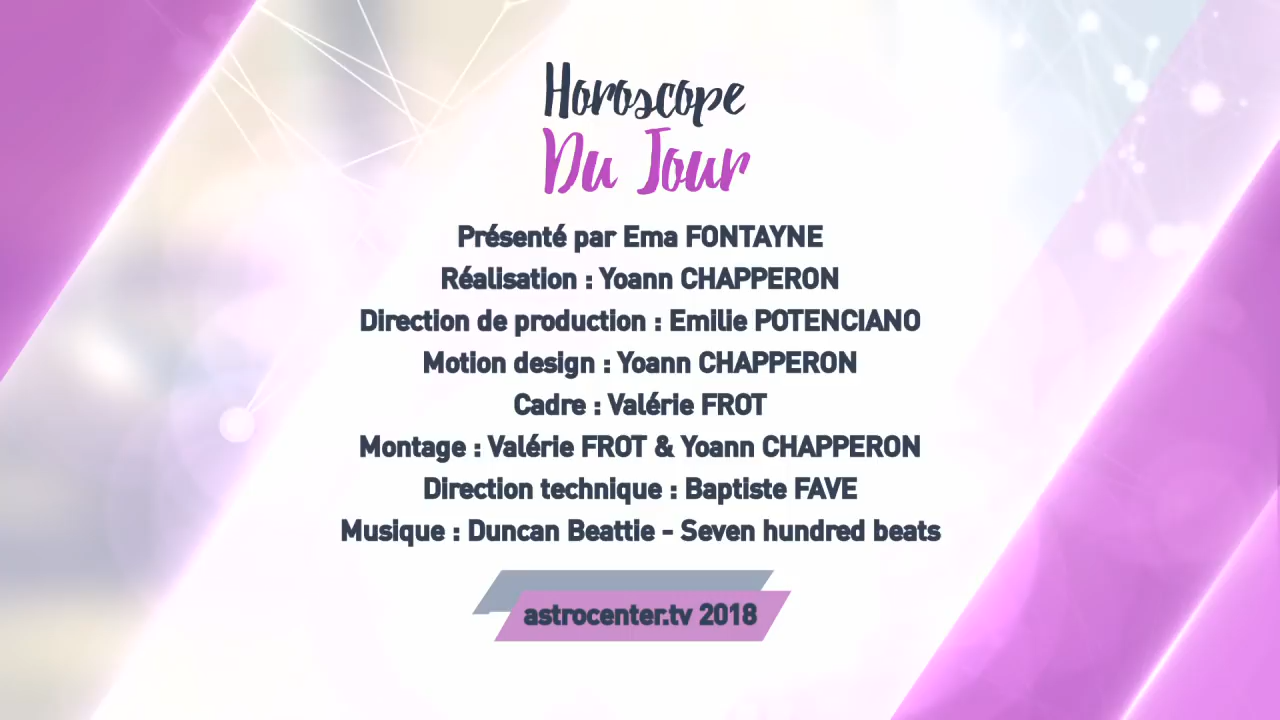 Horoscope
Du Jour
Présenté par Ema FONTAYNE
Réalisation : Yoann CHAPPERON
Direction de production : Emilie POTENCIANO
Motion design : Yoann CHAPPERON
Cadre : Valérie FROT
Montage : Valérie FROT & Yoann CHAPPERON
Direction technique : Baptiste FAVE
Musique : Duncan Beattie - Seven hundred beats
astrocenter.tv 2018